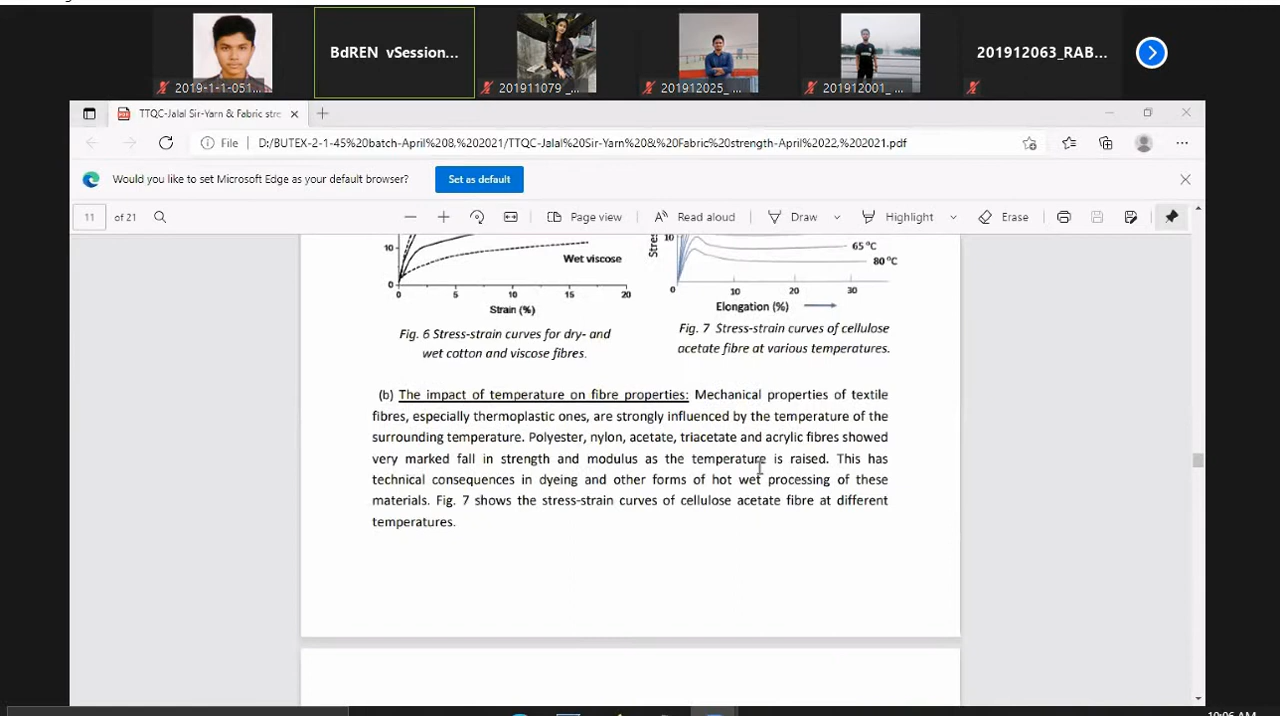 2019-1-1-051...
BdREN vSession...
201911079_...
201912025_...
201912001_...
201912063_RAB...
TTQC-Jalal Sir-Yarn & Fabric stre
File D:/BUTEX-2-1-45%20batch-April%208,%202021/TTQC-Jalal%20Sir-Yarn%20&%20Fabric%20strength-April%2022,%202021.pdf
Would you like to set Microsoft Edge as your default browser? Set as default
11 of 21 Page view Read aloud Draw Highlight Erase
10
0
0 5 10 15 20
Wet viscose
Strain (%)
Stres
10
65 °C
80 °C
0 10 20 30
Elongation (%)
Fig. 6 Stress-strain curves for dry- and
wet cotton and viscose fibres.
Fig. 7 Stress-strain curves of cellulose
acetate fibre at various temperatures.
(b) The impact of temperature on fibre properties: Mechanical properties of textile
fibres, especially thermoplastic ones, are strongly influenced by the temperature of the
surrounding temperature. Polyester, nylon, acetate, triacetate and acrylic fibres showed
very marked fall in strength and modulus as the temperature is raised. This has
technical consequences in dyeing and other forms of hot wet processing of these
materials. Fig. 7 shows the stress-strain curves of cellulose acetate fibre at different
temperatures.
10:06 AM